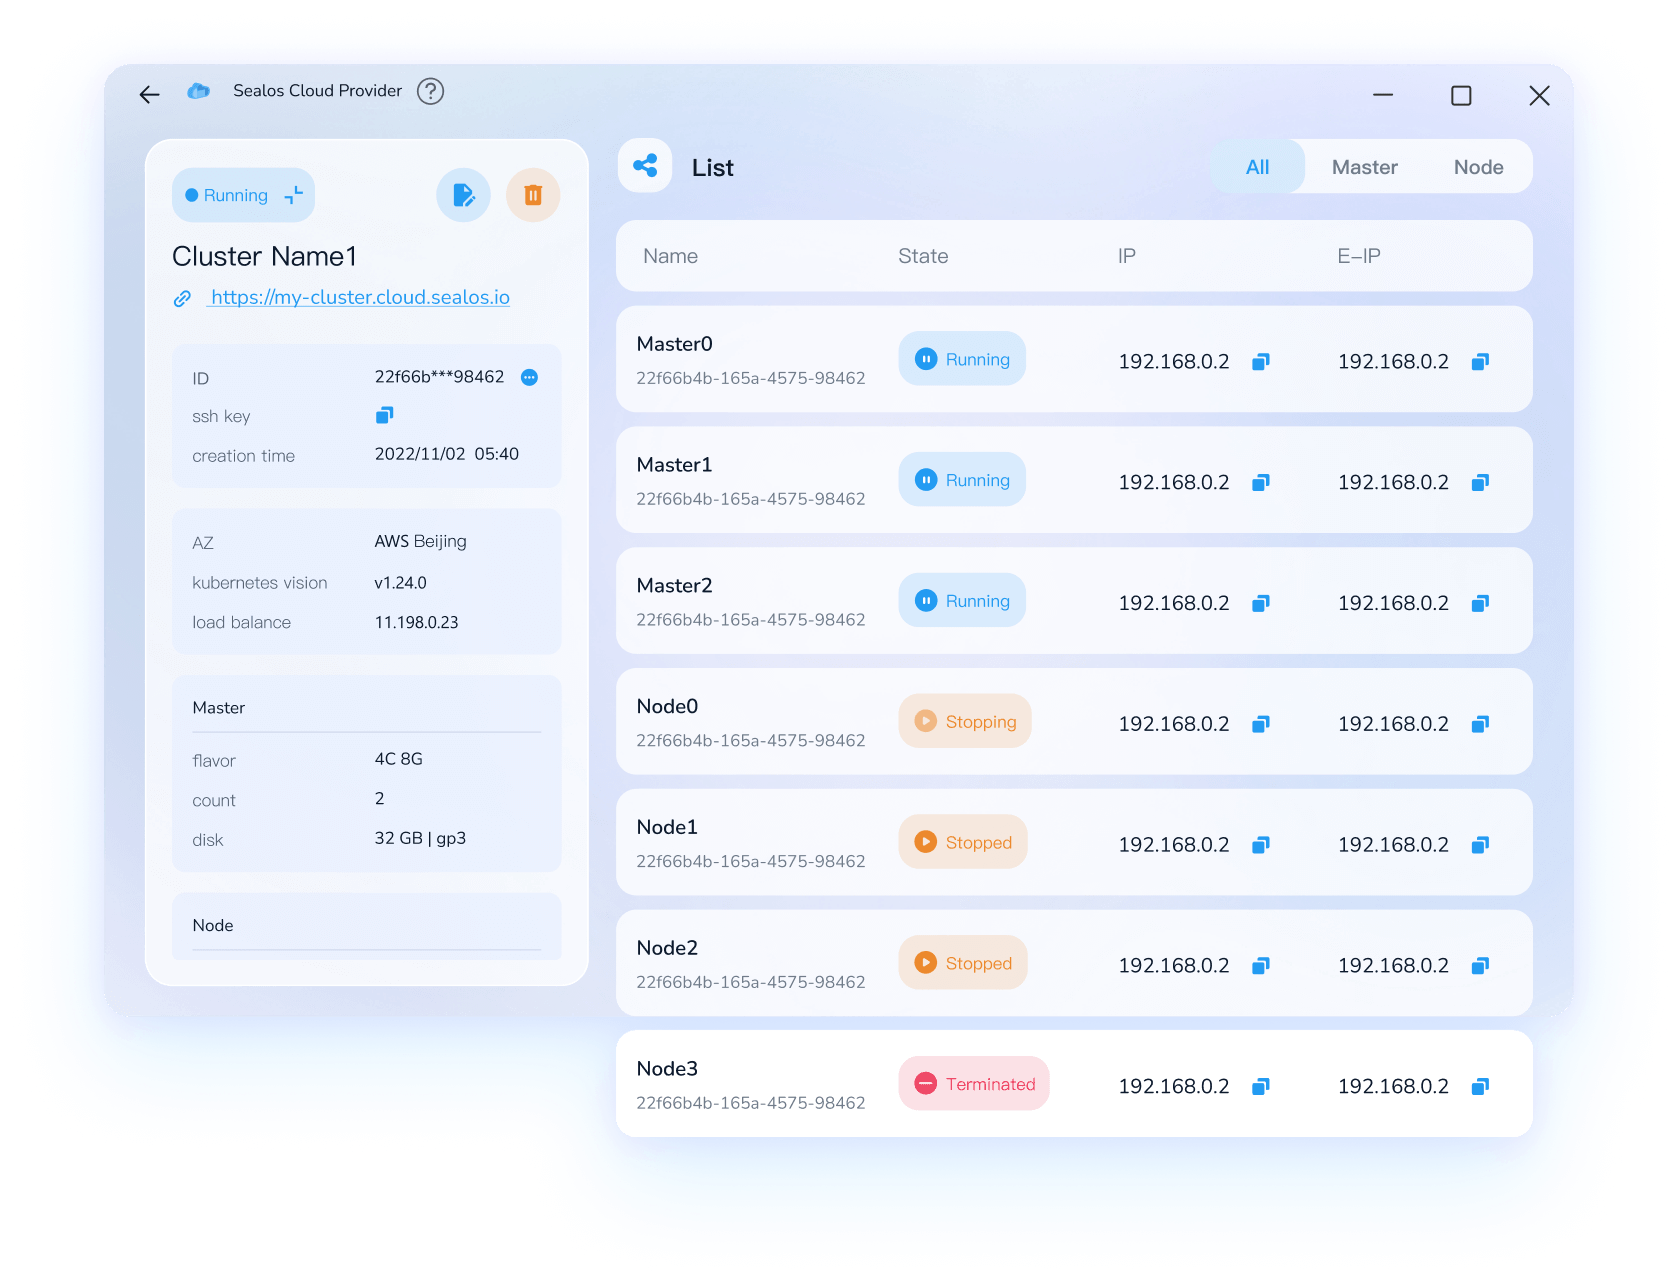 Sealos Cloud Provider ?
Running
Cluster Name1
https://my-cluster.cloud.sealos.io
ID 22f66b***98462
ssh key
creation time 2022/11/02 05:40
AZ AWS Beijing
kubernetes vision v1.24.0
load balance 11.198.0.23
Master
flavor 4C 8G
count 2
disk 32 GB | gp3
Node
List
All Master Node
Name State IP E-IP
Master0
22f66b4b-165a-4575-98462
Running 192.168.0.2 192.168.0.2
Master1
22f66b4b-165a-4575-98462
Running 192.168.0.2 192.168.0.2
Master2
22f66b4b-165a-4575-98462
Running 192.168.0.2 192.168.0.2
Node0
22f66b4b-165a-4575-98462
Stopping 192.168.0.2 192.168.0.2
Node1
22f66b4b-165a-4575-98462
Stopped 192.168.0.2 192.168.0.2
Node2
22f66b4b-165a-4575-98462
Stopped 192.168.0.2 192.168.0.2
Node3
22f66b4b-165a-4575-98462
Terminated 192.168.0.2 192.168.0.2